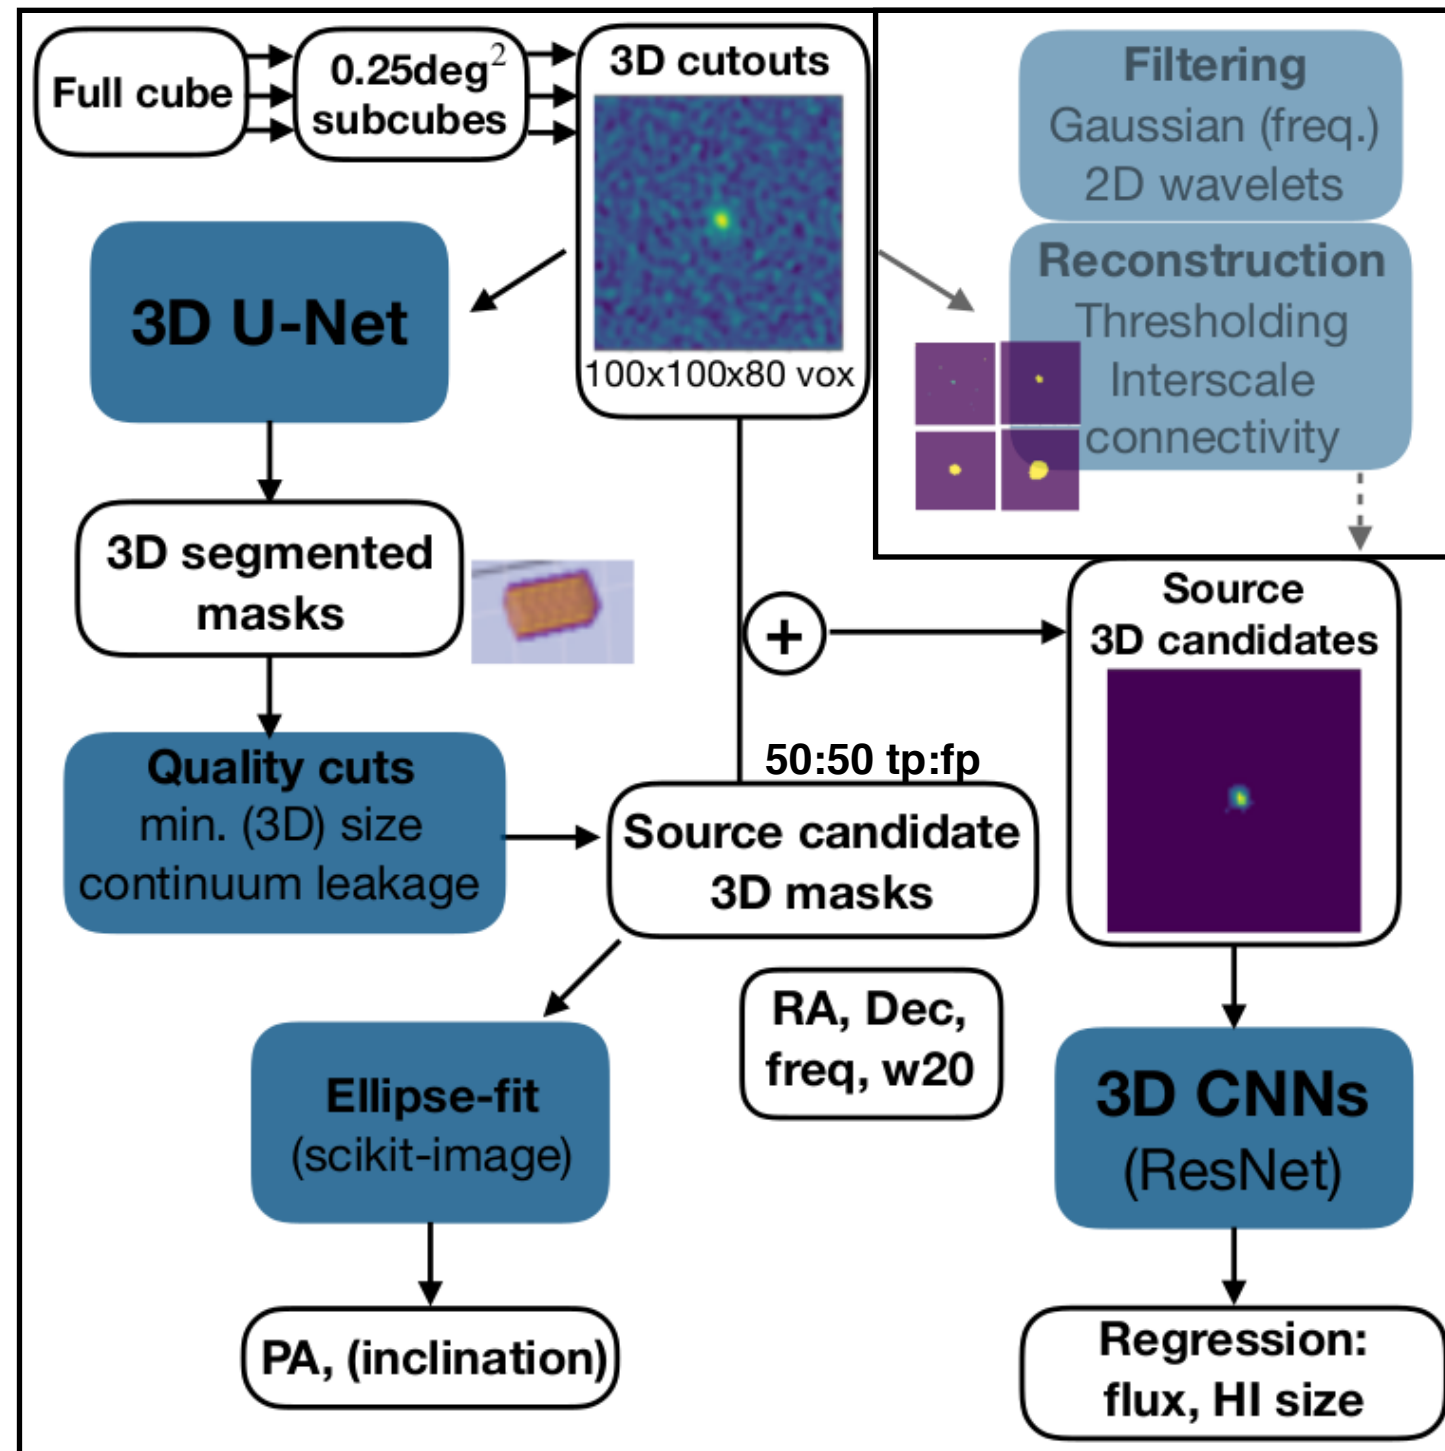 Full cube
0.25deg²
subcubes
3D cutouts
100x100x80 vox
Filtering
Gaussian (freq.)
2D wavelets
Reconstruction
Thresholding
Interscale
connectivity
3D U-Net
3D segmented
masks
Quality cuts
min. (3D) size
continuum leakage
+
50:50 tp:fp
Source candidate
3D masks
Source
3D candidates
RA, Dec,
freq, w20
Ellipse-fit
(scikit-image)
PA, (inclination)
3D CNNs
(ResNet)
Regression:
flux, HI size